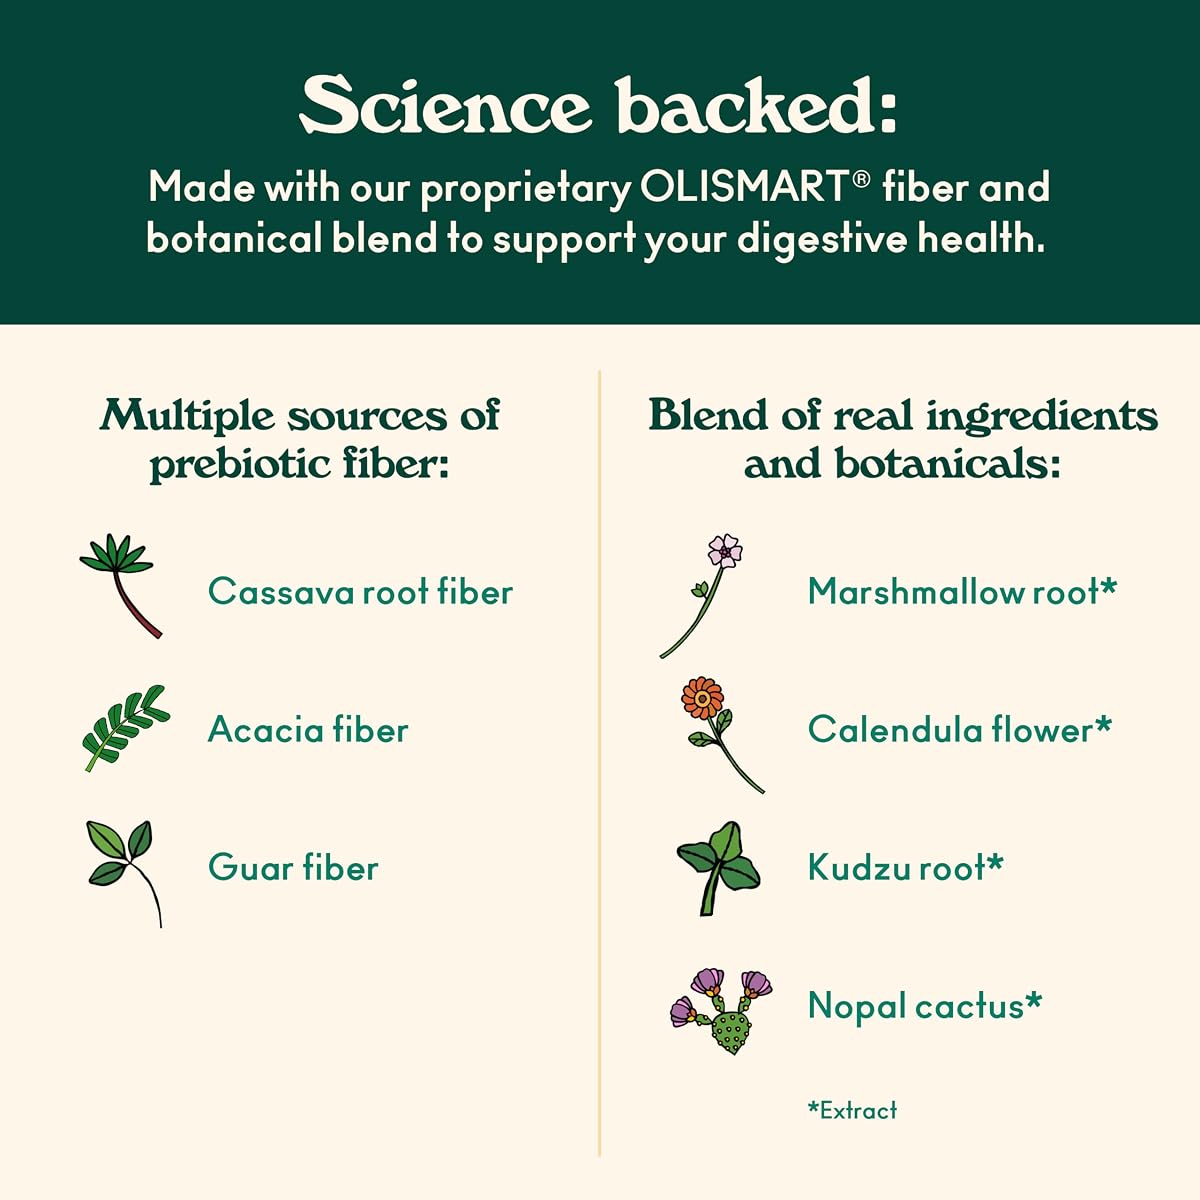 Science backed:
Made with our proprietary OLISMART® fiber and
botanical blend to support your digestive health.
Multiple sources of
prebiotic fiber:
Cassava root fiber
Acacia fiber
Guar fiber
Blend of real ingredients
and botanicals:
Marshmallow root*
Calendula flower*
Kudzu root*
Nopal cactus*
*Extract